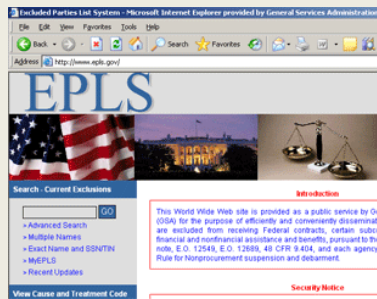 Excluded Parties List System - Microsoft Internet Explorer provided by General Services Administration
File Edit View Favorites Tools Help
Back Search Favorites
Address http://www.epls.gov/
EPLS
Search - Current Exclusions
GO
» Advanced Search
» Multiple Names
» Exact Name and SSN/TIN
» MyEPLS
» Recent Updates
View Cause and Treatment Code
Introduction
This World Wide Web site is provided as a public service by G
(GSA) for the purpose of efficiently and conveniently disseminat
are excluded from receiving Federal contracts, certain subc
financial and nonfinancial assistance and benefits, pursuant to th
note, E.O. 12549, E.O. 12689, 48 CFR 9.404, and each agency
Rule for Nonprocurement suspension and debarment.
Security Notice